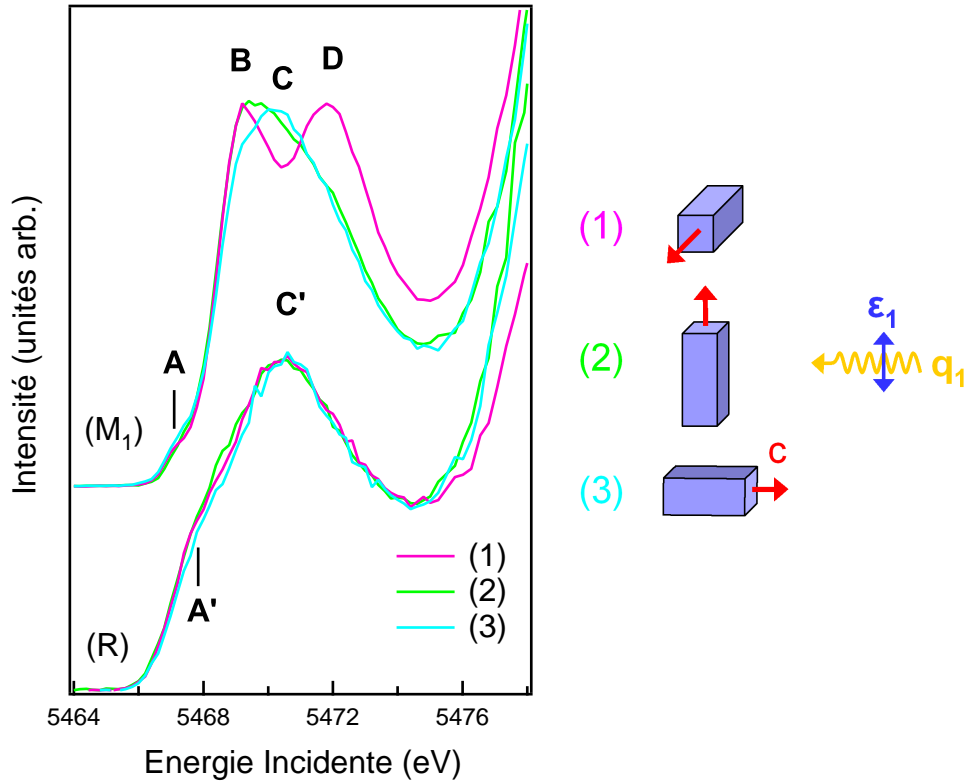 B
D
C
A
C'
(M₁)
A'
(R)
(1)
(2)
(3)
Intensité (unités arb.)
5464
5468
5472
5476
Energie Incidente (eV)
(1)
(2)
(3)
ε₁
q₁
c